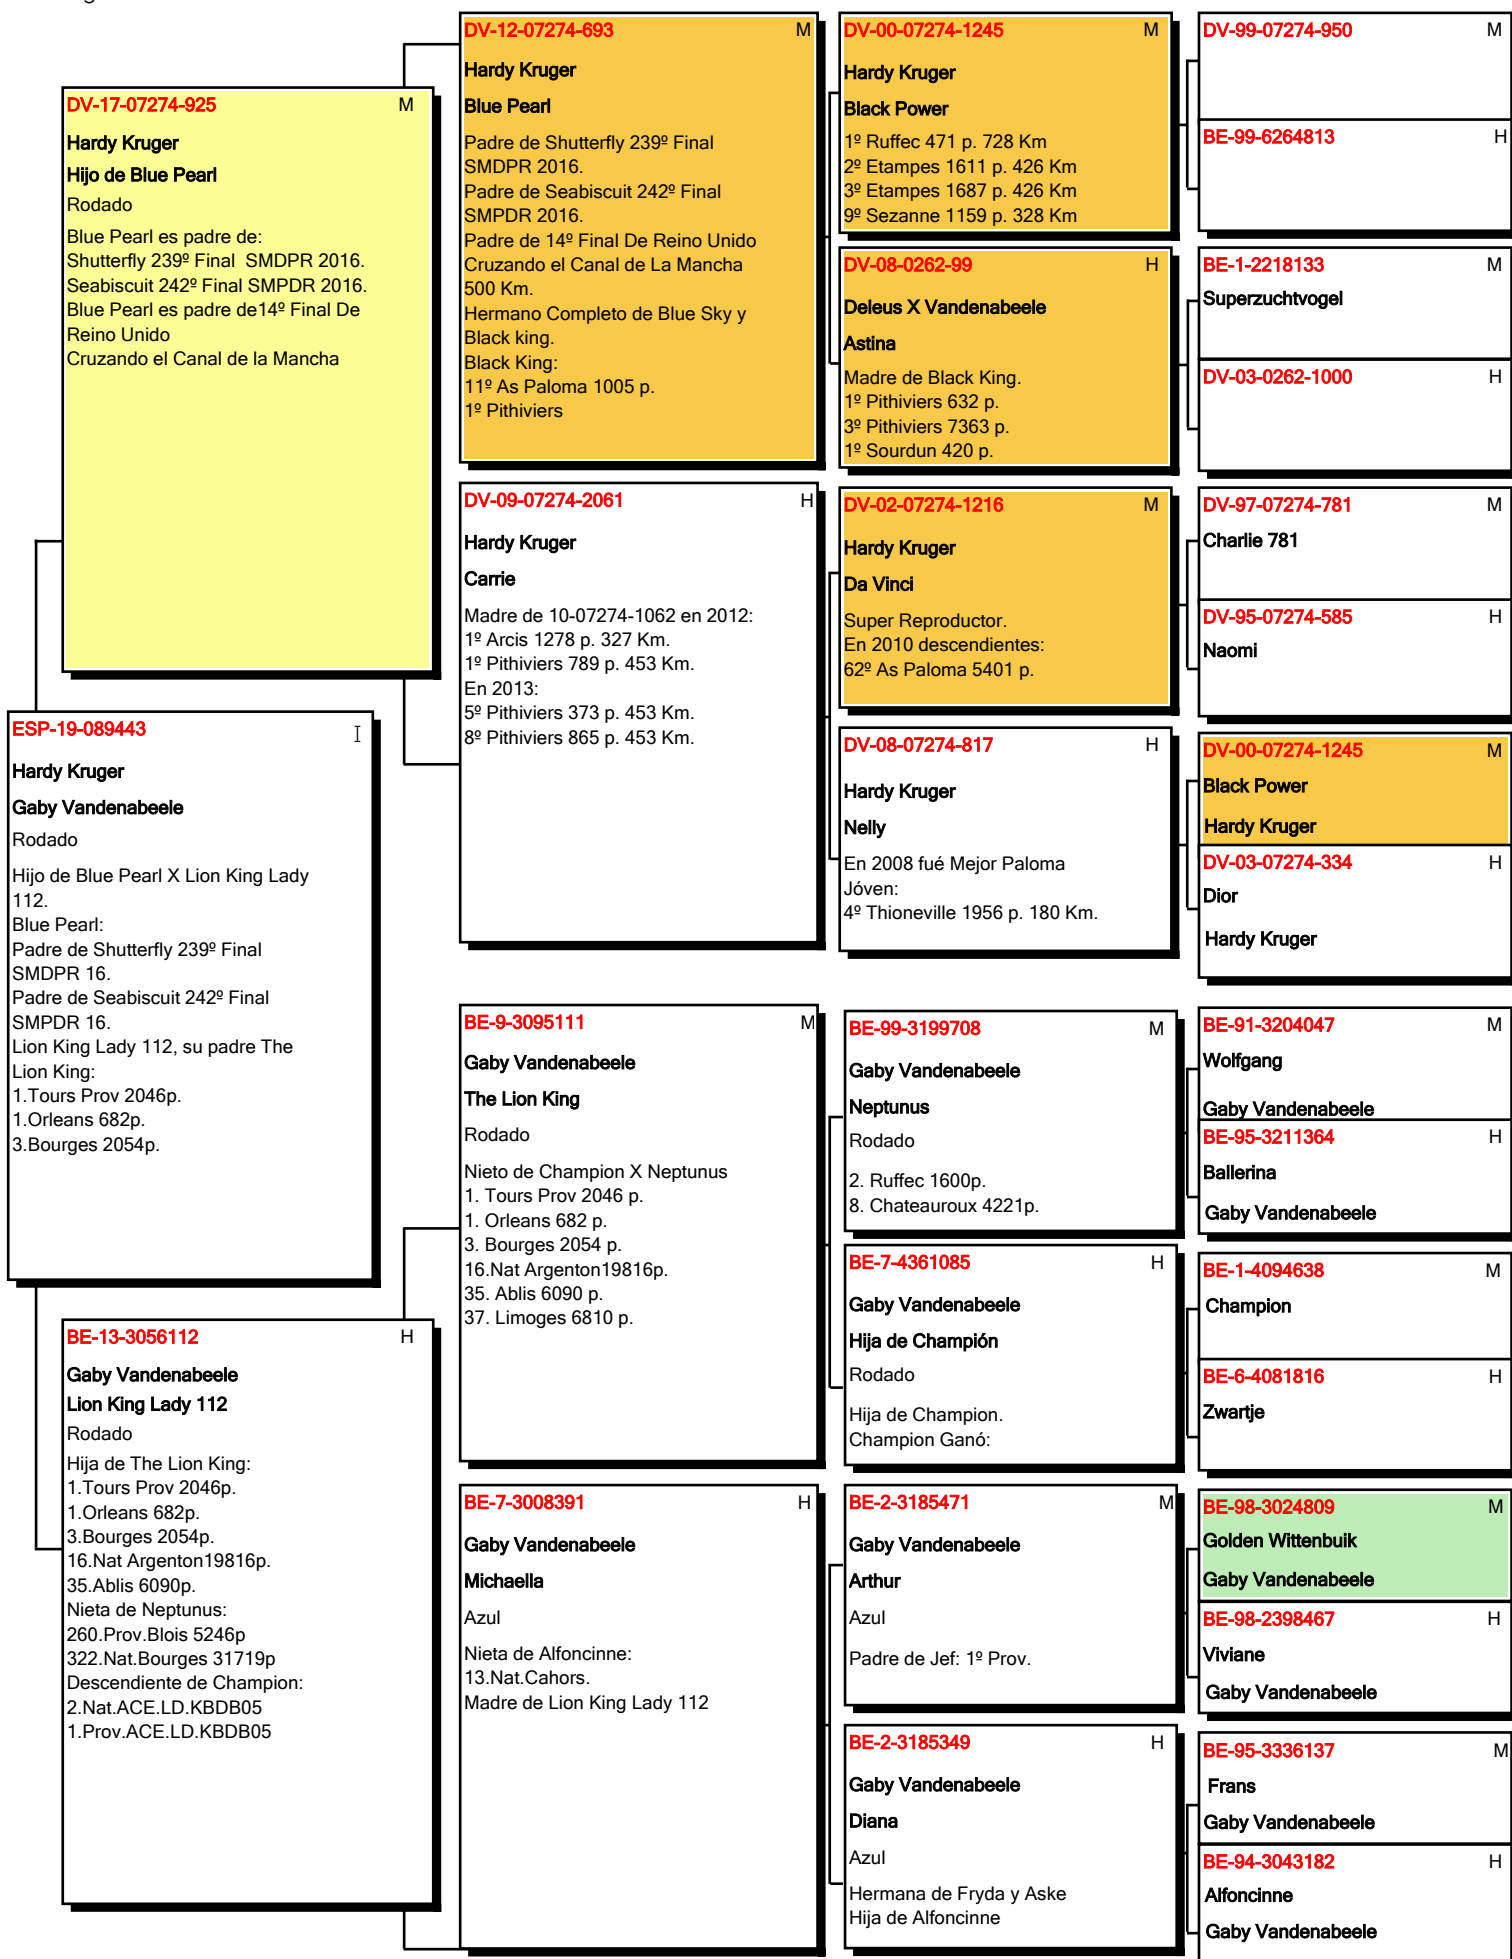 DV-17-07274-925 M
Hardy Kruger
Hijo de Blue Pearl
Rodado
Blue Pearl es padre de:
Shutterfly 239º Final  SMDPR 2016.
Seabiscuit 242º Final SMPDR 2016.
Blue Pearl es padre de14º Final De
Reino Unido
Cruzando el Canal de la Mancha
ESP-19-089443 I
Hardy Kruger
Gaby Vandenabeele
Rodado
Hijo de Blue Pearl X Lion King Lady
112.
Blue Pearl:
Padre de Shutterfly 239º Final
SMDPR 16.
Padre de Seabiscuit 242º Final
SMPDR 16.
Lion King Lady 112, su padre The
Lion King:
1.Tours Prov 2046p.
1.Orleans 682p.
3.Bourges 2054p.
BE-13-3056112 H
Gaby Vandenabeele
Lion King Lady 112
Rodado
Hija de The Lion King:
1.Tours Prov 2046p.
1.Orleans 682p.
3.Bourges 2054p.
16.Nat Argenton19816p.
35.Ablis 6090p.
Nieta de Neptunus:
260.Prov.Blois 5246p
322.Nat.Bourges 31719p
Descendiente de Champion:
2.Nat.ACE.LD.KBDB05
1.Prov.ACE.LD.KBDB05
DV-12-07274-693 M
Hardy Kruger
Blue Pearl
Padre de Shutterfly 239º Final
SMDPR 2016.
Padre de Seabiscuit 242º Final
SMPDR 2016.
Padre de 14º Final De Reino Unido
Cruzando el Canal de La Mancha
500 Km.
Hermano Completo de Blue Sky y
Black king.
Black King:
11º As Paloma 1005 p.
1º Pithiviers
DV-09-07274-2061 H
Hardy Kruger
Carrie
Madre de 10-07274-1062 en 2012:
1º Arcis 1278 p. 327 Km.
1º Pithiviers 789 p. 453 Km.
En 2013:
5º Pithiviers 373 p. 453 Km.
8º Pithiviers 865 p. 453 Km.
BE-9-3095111 M
Gaby Vandenabeele
The Lion King
Rodado
Nieto de Champion X Neptunus
1. Tours Prov 2046 p.
1. Orleans 682 p.
3. Bourges 2054 p.
16.Nat Argenton19816p.
35. Ablis 6090 p.
37. Limoges 6810 p.
BE-7-3008391 H
Gaby Vandenabeele
Michaella
Azul
Nieta de Alfoncinne:
13.Nat.Cahors.
Madre de Lion King Lady 112
DV-00-07274-1245 M
Hardy Kruger
Black Power
1º Ruffec 471 p. 728 Km
2º Etampes 1611 p. 426 Km
3º Etampes 1687 p. 426 Km
9º Sezanne 1159 p. 328 Km
DV-08-0262-99 H
Deleus X Vandenabeele
Astina
Madre de Black King.
1º Pithiviers 632 p.
3º Pithiviers 7363 p.
1º Sourdun 420 p.
DV-02-07274-1216 M
Hardy Kruger
Da Vinci
Super Reproductor.
En 2010 descendientes:
62º As Paloma 5401 p.
DV-08-07274-817 H
Hardy Kruger
Nelly
En 2008 fué Mejor Paloma
Jóven:
4º Thioneville 1956 p. 180 Km.
BE-99-3199708 M
Gaby Vandenabeele
Neptunus
Rodado
2. Ruffec 1600p.
8. Chateauroux 4221p.
BE-7-4361085 H
Gaby Vandenabeele
Hija de Champión
Rodado
Hija de Champion.
Champion Ganó:
BE-2-3185471 M
Gaby Vandenabeele
Arthur
Azul
Padre de Jef: 1º Prov.
BE-2-3185349 H
Gaby Vandenabeele
Diana
Azul
Hermana de Fryda y Aske
Hija de Alfoncinne
DV-99-07274-950 M
BE-99-6264813 H
BE-1-2218133 M
Superzuchtvogel
DV-03-0262-1000 H
DV-97-07274-781 M
Charlie 781
DV-95-07274-585 H
Naomi
DV-00-07274-1245 M
Black Power
Hardy Kruger
DV-03-07274-334 H
Dior
Hardy Kruger
BE-91-3204047 M
Wolfgang
Gaby Vandenabeele
BE-95-3211364 H
Ballerina
Gaby Vandenabeele
BE-1-4094638 M
Champion
BE-6-4081816 H
Zwartje
BE-98-3024809 M
Golden Wittenbuik
Gaby Vandenabeele
BE-98-2398467 H
Viviane
Gaby Vandenabeele
BE-95-3336137 M
Frans
Gaby Vandenabeele
BE-94-3043182 H
Alfoncinne
Gaby Vandenabeele